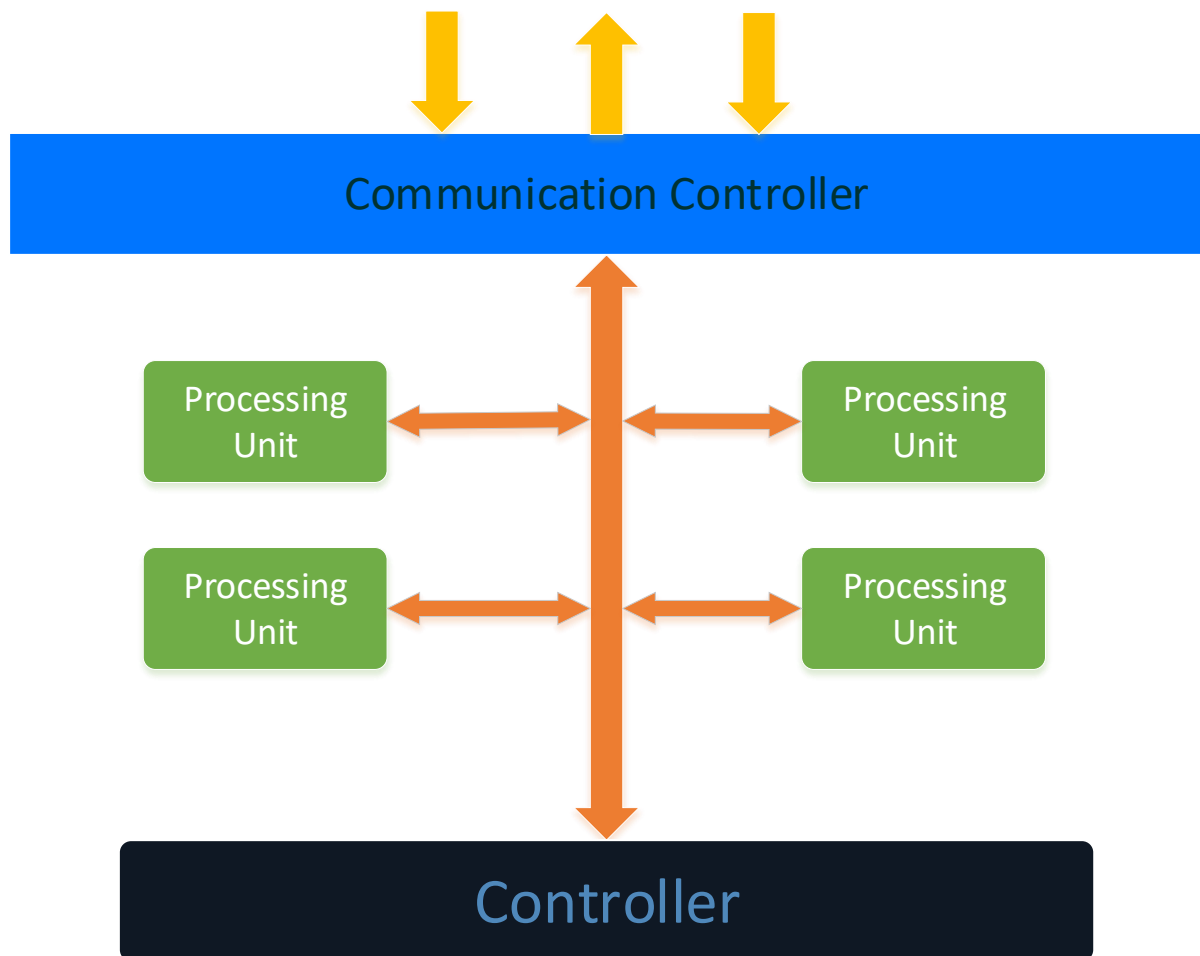 Communication Controller
Processing
Unit
Processing
Unit
Processing
Unit
Processing
Unit
Controller